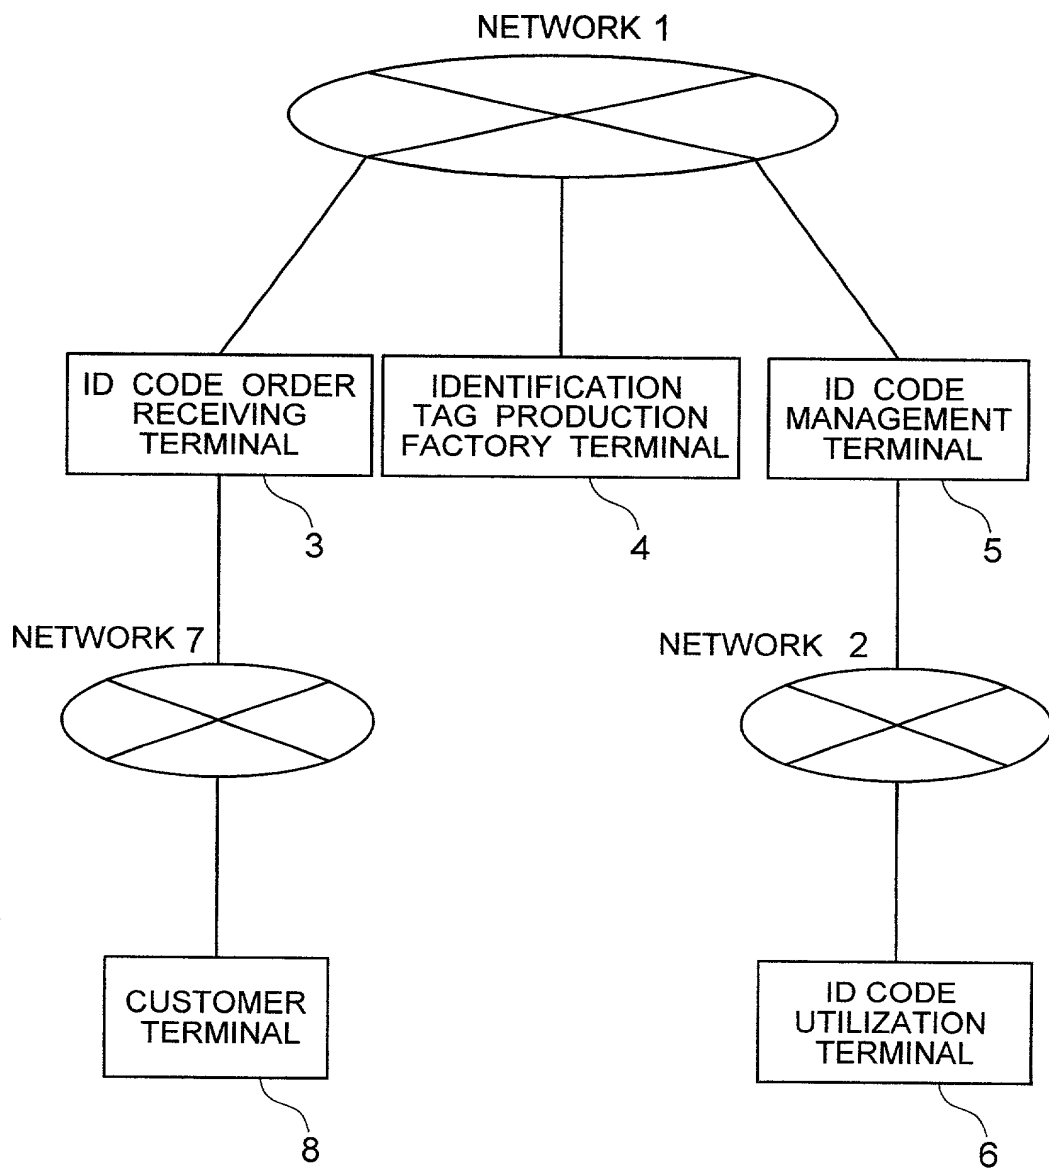 NETWORK 1
ID CODE ORDER
RECEIVING
TERMINAL
IDENTIFICATION
TAG PRODUCTION
FACTORY TERMINAL
ID CODE
MANAGEMENT
TERMINAL
3
4
5
NETWORK 7
NETWORK 2
CUSTOMER
TERMINAL
ID CODE
UTILIZATION
TERMINAL
8
6